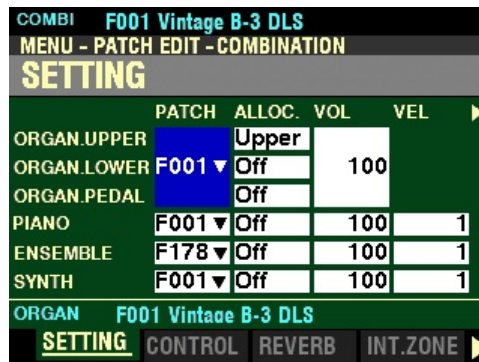 COMBI F001 Vintage B-3 DLS
MENU - PATCH EDIT - COMBINATION
SETTING
PATCH ALLOC. VOL VEL
ORGAN.UPPER Upper
ORGAN.LOWER F001 ▼ Off 100
ORGAN.PEDAL Off
PIANO F001 ▼ Off 100 1
ENSEMBLE F178 ▼ Off 100 1
SYNTH F001 ▼ Off 100 1
ORGAN F001 Vintage B-3 DLS
SETTING CONTROL REVERB INT.ZONE